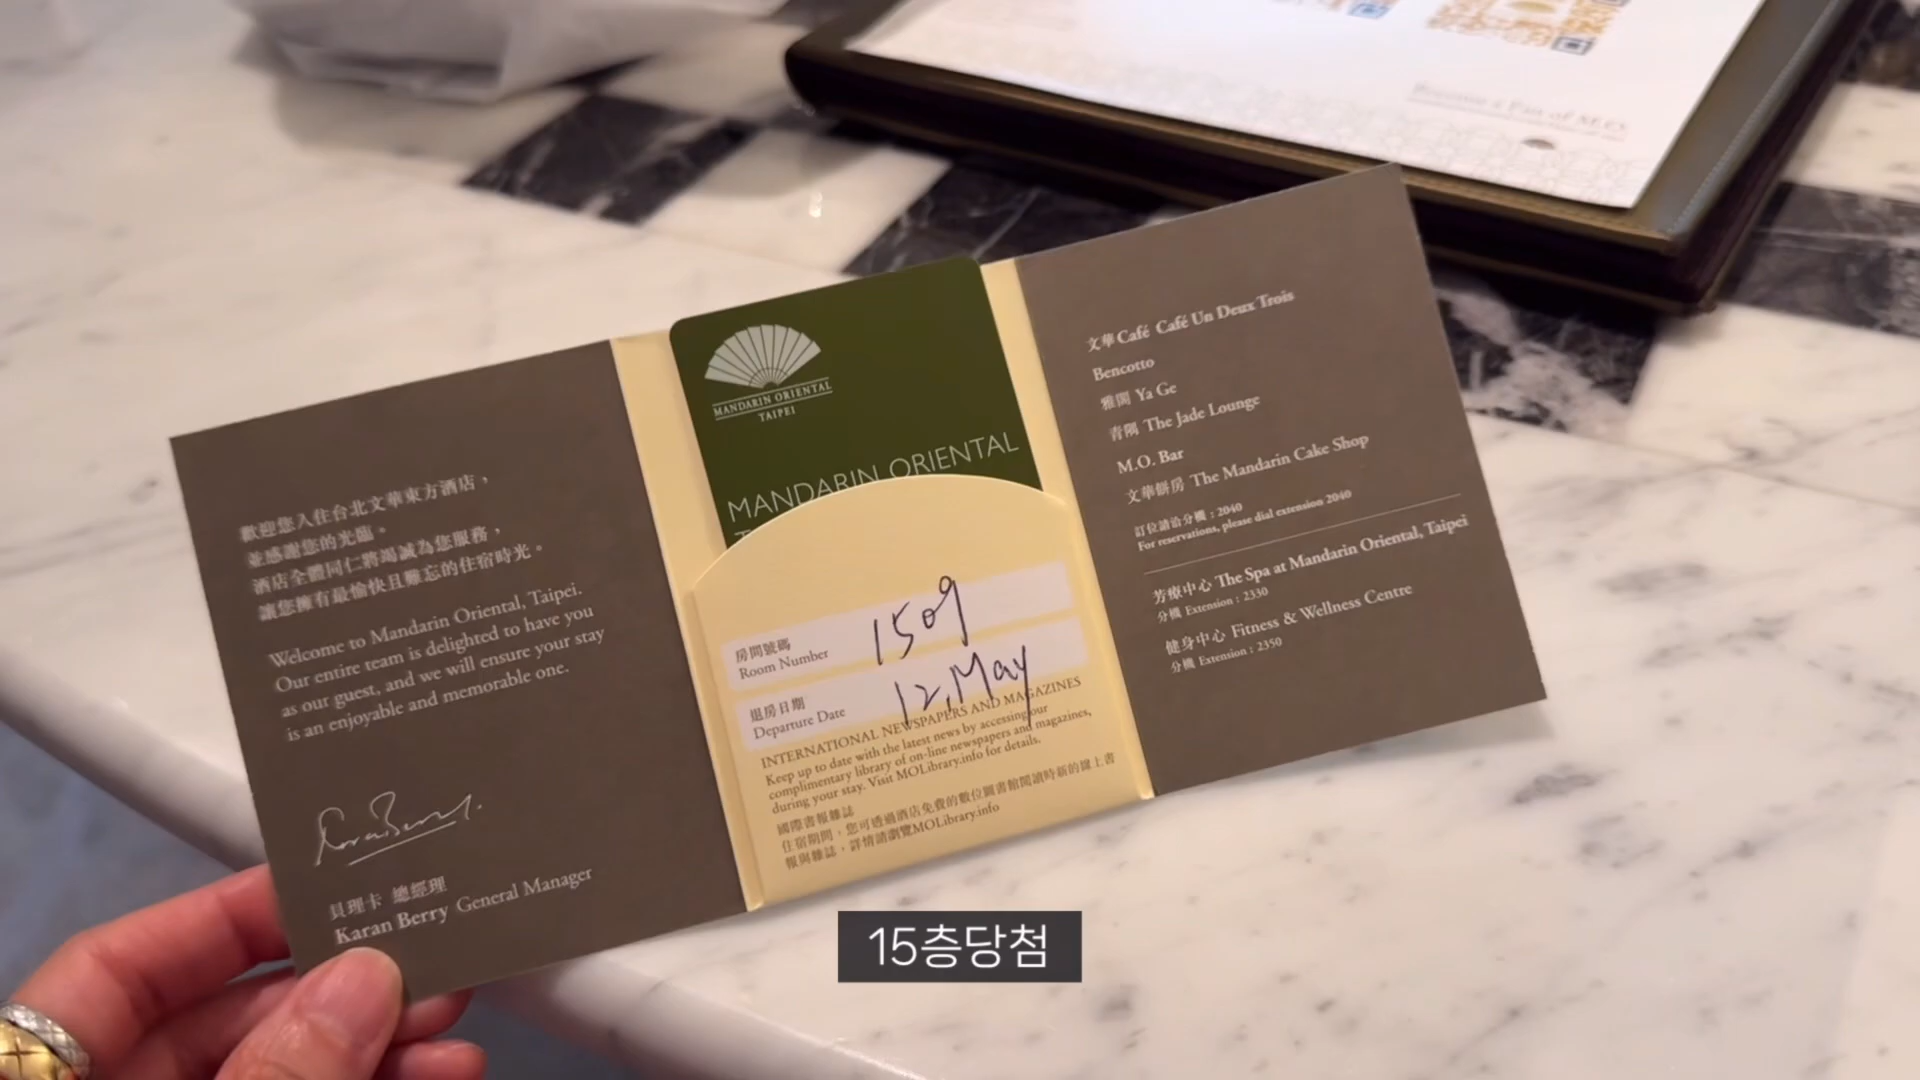 Become a Fan of M.O.
歡迎您入住台北文華東方酒店，
並感謝您的光臨。
酒店全體同仁將竭誠為您服務，
讓您擁有最愉快且難忘的住宿時光。
Welcome to Mandarin Oriental, Taipei.
Our entire team is delighted to have you
as our guest, and we will ensure your stay
is an enjoyable and memorable one.
貝理卡 總經理
Karan Berry General Manager
MANDARIN ORIENTAL
TAIPEI
MANDARIN ORIENTAL
房間號碼
Room Number 1509
退房日期
Departure Date 12, May
INTERNATIONAL NEWSPAPERS AND MAGAZINES
Keep up to date with the latest news by accessing our
complimentary library of on-line newspapers and magazines,
during your stay. Visit MOLibrary.info for details.
國際書報雜誌
住宿期間，您可透過酒店免費的數位圖書館閱讀時新的線上書
報與雜誌，詳情請瀏覽MOLibrary.info
文華 Café Café Un Deux Trois
Bencotto
雅閣 Ya Ge
青隅 The Jade Lounge
M.O. Bar
文華餅房 The Mandarin Cake Shop
訂位請洽分機：2040
For reservations, please dial extension 2040
芳療中心 The Spa at Mandarin Oriental, Taipei
分機 Extension : 2330
健身中心 Fitness & Wellness Centre
分機 Extension : 2350
15층당첨